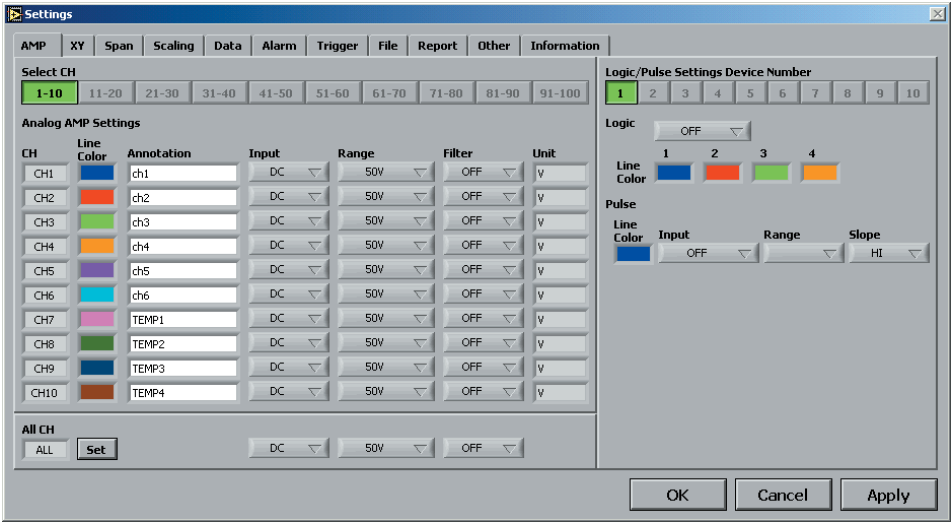 Settings
AMP XY Span Scaling Data Alarm Trigger File Report Other Information
Select CH
1-10 11-20 21-30 31-40 41-50 51-60 61-70 71-80 81-90 91-100
Analog AMP Settings
CH Line Color Annotation Input Range Filter Unit
CH1 ch1 DC 50V OFF V
CH2 ch2 DC 50V OFF V
CH3 ch3 DC 50V OFF V
CH4 ch4 DC 50V OFF V
CH5 ch5 DC 50V OFF V
CH6 ch6 DC 50V OFF V
CH7 TEMP1 DC 50V OFF V
CH8 TEMP2 DC 50V OFF V
CH9 TEMP3 DC 50V OFF V
CH10 TEMP4 DC 50V OFF V
All CH
ALL Set DC 50V OFF
Logic/Pulse Settings Device Number
1 2 3 4 5 6 7 8 9 10
Logic OFF
1 2 3 4
Line Color
Pulse
Line Color Input Range Slope
OFF HI
OK Cancel Apply